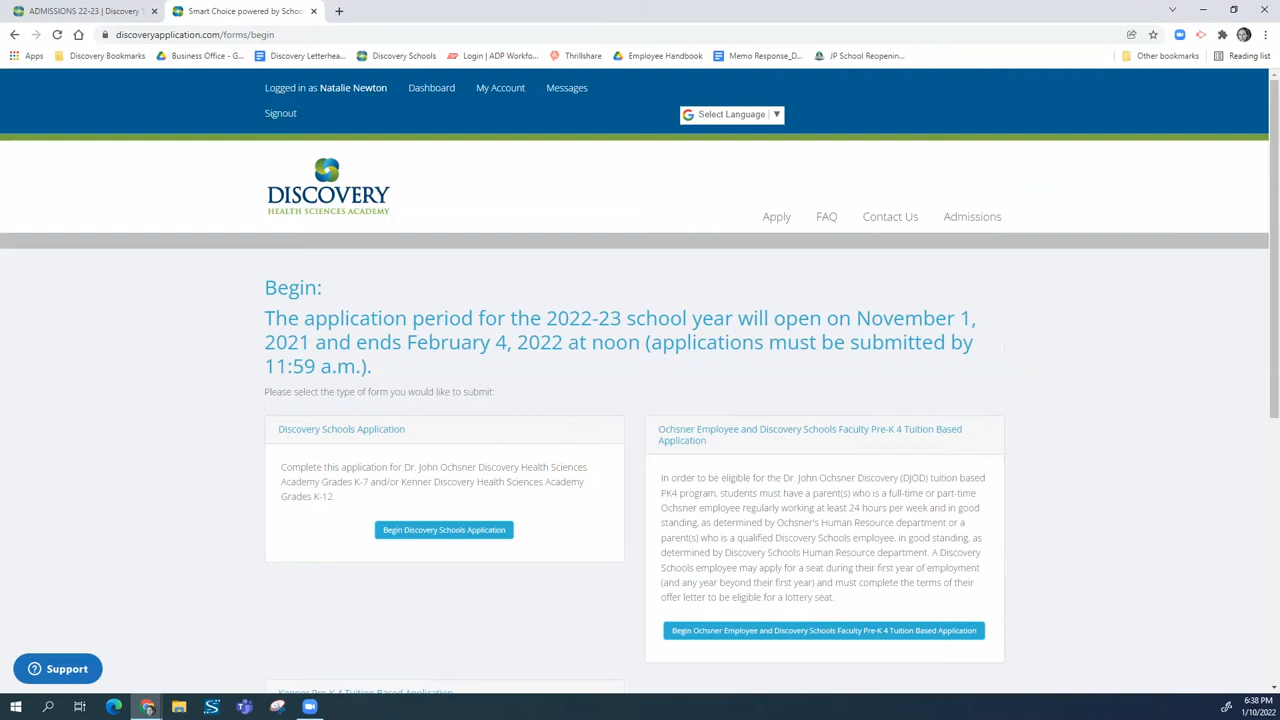 ADMISSIONS 22-23 | Discovery S
Smart Choice powered by Schoo
discoveryapplication.com/forms/begin
Apps
Discovery Bookmarks
Business Office - G...
Discovery Letterhea...
Discovery Schools
Login | ADP Workfo...
Thrillshare
Employee Handbook
Memo Response_D...
JP School Reopenin...
Other bookmarks
Reading list
Logged in as Natalie Newton
Dashboard
My Account
Messages
Signout
Select Language
DISCOVERY
HEALTH SCIENCES ACADEMY
Apply
FAQ
Contact Us
Admissions
Begin:
The application period for the 2022-23 school year will open on November 1,
2021 and ends February 4, 2022 at noon (applications must be submitted by
11:59 a.m.).
Please select the type of form you would like to submit:
Discovery Schools Application
Complete this application for Dr. John Ochsner Discovery Health Sciences
Academy Grades K-7 and/or Kenner Discovery Health Sciences Academy
Grades K-12.
Begin Discovery Schools Application
Ochsner Employee and Discovery Schools Faculty Pre-K 4 Tuition Based
Application
In order to be eligible for the Dr. John Ochsner Discovery (DJOD) tuition based
PK4 program, students must have a parent(s) who is a full-time or part-time
Ochsner employee regularly working at least 24 hours per week and in good
standing, as determined by Ochsner's Human Resource department or a
parent(s) who is a qualified Discovery Schools employee, in good standing, as
determined by Discovery Schools Human Resource department. A Discovery
Schools employee may apply for a seat during their first year of employment
(and any year beyond their first year) and must complete the terms of their
offer letter to be eligible for a lottery seat.
Begin Ochsner Employee and Discovery Schools Faculty Pre-K 4 Tuition Based Application
Kenner Pre-K 4 Tuition Based Application
Support
6:38 PM
1/10/2022